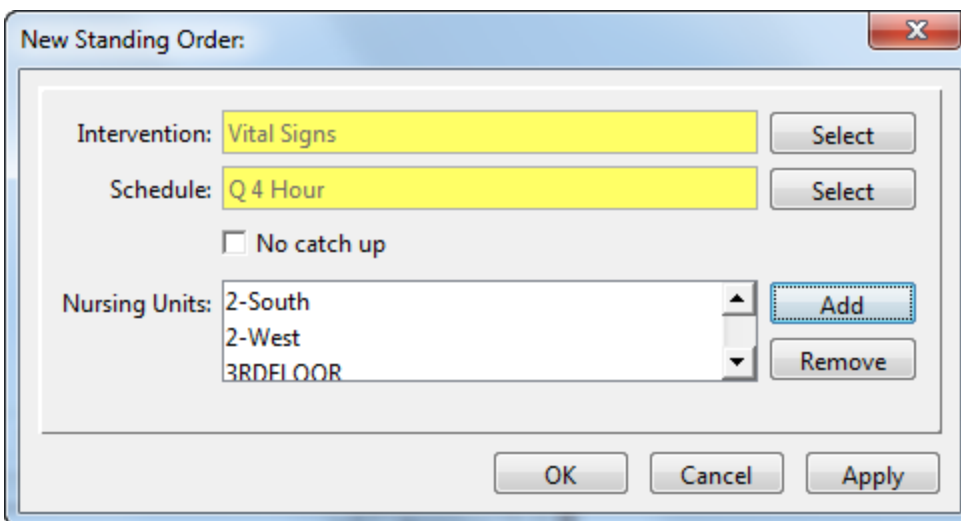 New Standing Order:
Intervention: Vital Signs Select
Schedule: Q 4 Hour Select
No catch up
Nursing Units: 2-South Add
2-West
3RDFLOOR Remove
OK Cancel Apply